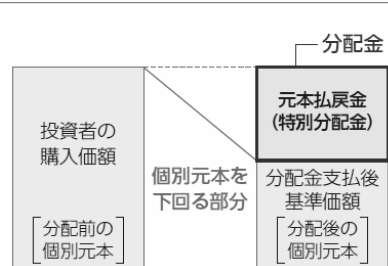 分配金
投資者の
購入価額
[分配前の
個別元本]
個別元本を
下回る部分
元本払戻金
(特別分配金)
分配金支払後
基準価額
[分配後の
個別元本]